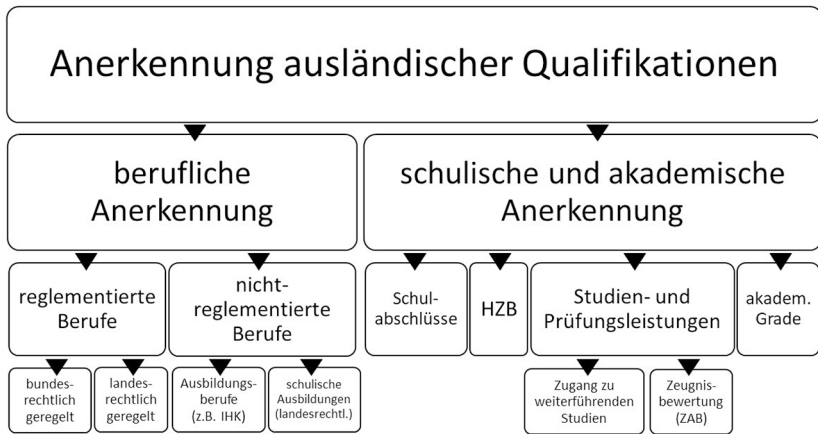 Anerkennung ausländischer Qualifikationen
berufliche
Anerkennung
schulische und akademische
Anerkennung
reglementierte
Berufe
nicht-
reglementierte
Berufe
Schul-
abschlüsse
HZB
Studien- und
Prüfungsleistungen
akadem.
Grade
bundes-
rechtlich
geregelt
landes-
rechtlich
geregelt
Ausbildungs-
berufe
(z.B. IHK)
schulische
Ausbildungen
(landesrechtl.)
Zugang zu
weiterführenden
Studien
Zeugnis-
bewertung
(ZAB)